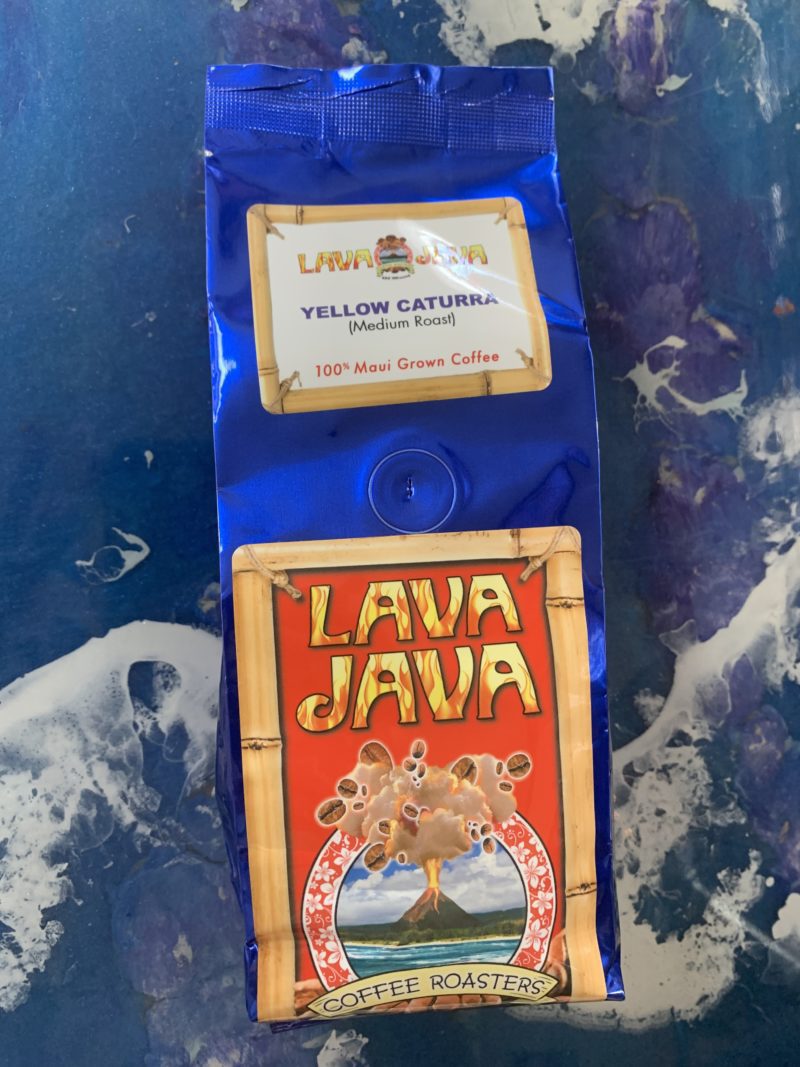 LAVA JAVA
YELLOW CATURRA
(Medium Roast)
100% Maui Grown Coffee
LAVA
JAVA
COFFEE ROASTERS